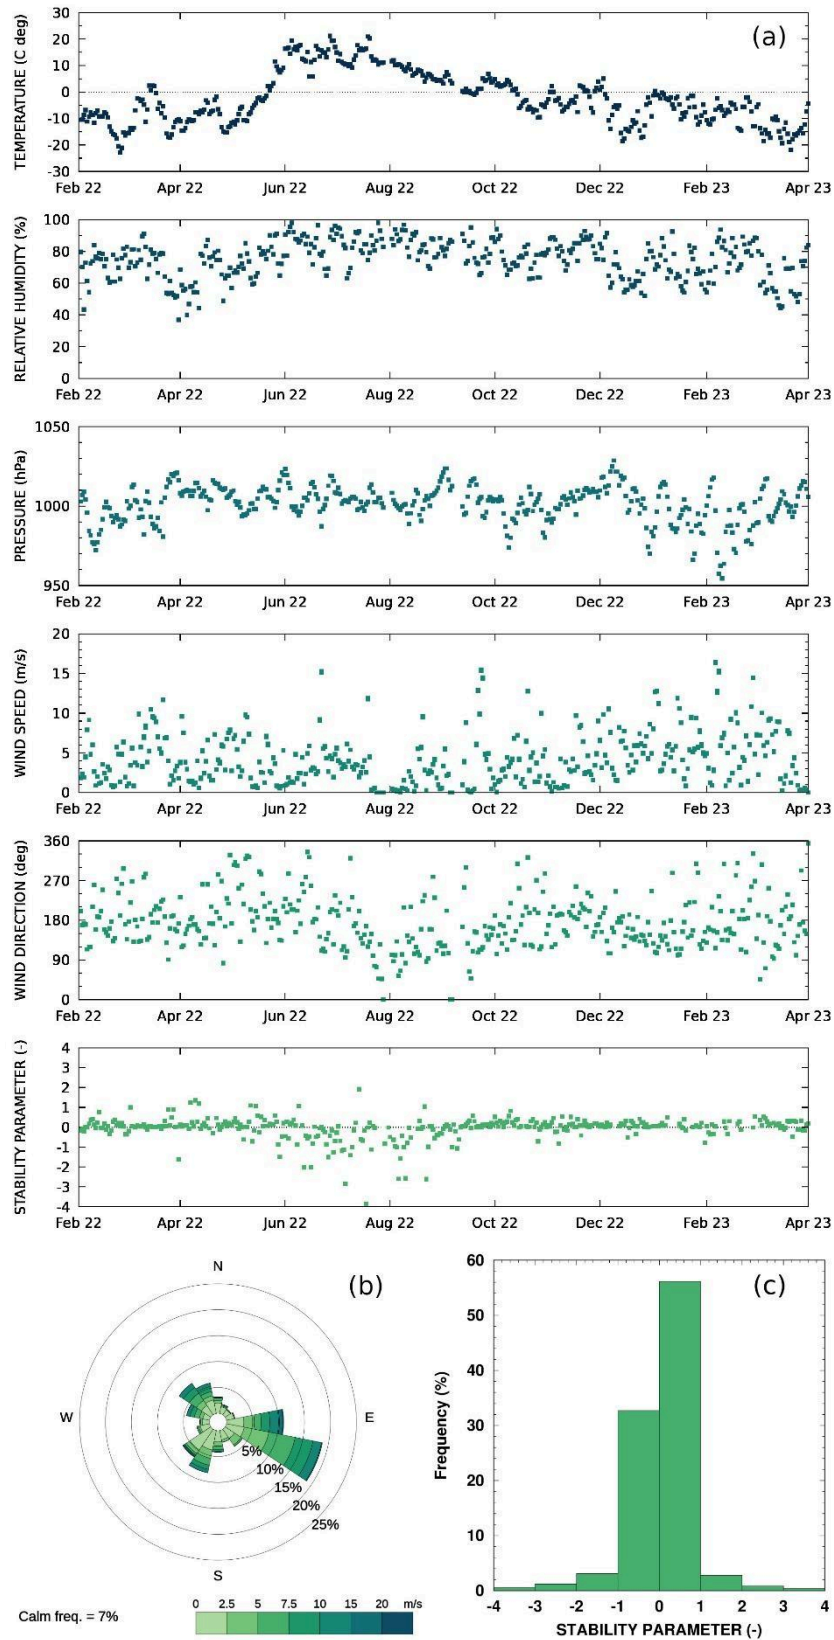 (a)
TEMPERATURE (C deg)
30
20
10
0
-10
-20
-30
Feb 22 Apr 22 Jun 22 Aug 22 Oct 22 Dec 22 Feb 23 Apr 23
RELATIVE HUMIDITY (%)
100
80
60
40
20
0
Feb 22 Apr 22 Jun 22 Aug 22 Oct 22 Dec 22 Feb 23 Apr 23
PRESSURE (hPa)
1050
1000
950
Feb 22 Apr 22 Jun 22 Aug 22 Oct 22 Dec 22 Feb 23 Apr 23
WIND SPEED (m/s)
20
15
10
5
0
Feb 22 Apr 22 Jun 22 Aug 22 Oct 22 Dec 22 Feb 23 Apr 23
WIND DIRECTION (deg)
360
270
180
90
0
Feb 22 Apr 22 Jun 22 Aug 22 Oct 22 Dec 22 Feb 23 Apr 23
STABILITY PARAMETER (-)
4
3
2
1
0
-1
-2
-3
-4
Feb 22 Apr 22 Jun 22 Aug 22 Oct 22 Dec 22 Feb 23 Apr 23
(b)
N
W E
S
5%
10%
15%
20%
25%
Calm freq. = 7%
0 2.5 5 7.5 10 15 20 m/s
(c)
Frequency (%)
60
50
40
30
20
10
0
-4 -3 -2 -1 0 1 2 3 4
STABILITY PARAMETER (-)